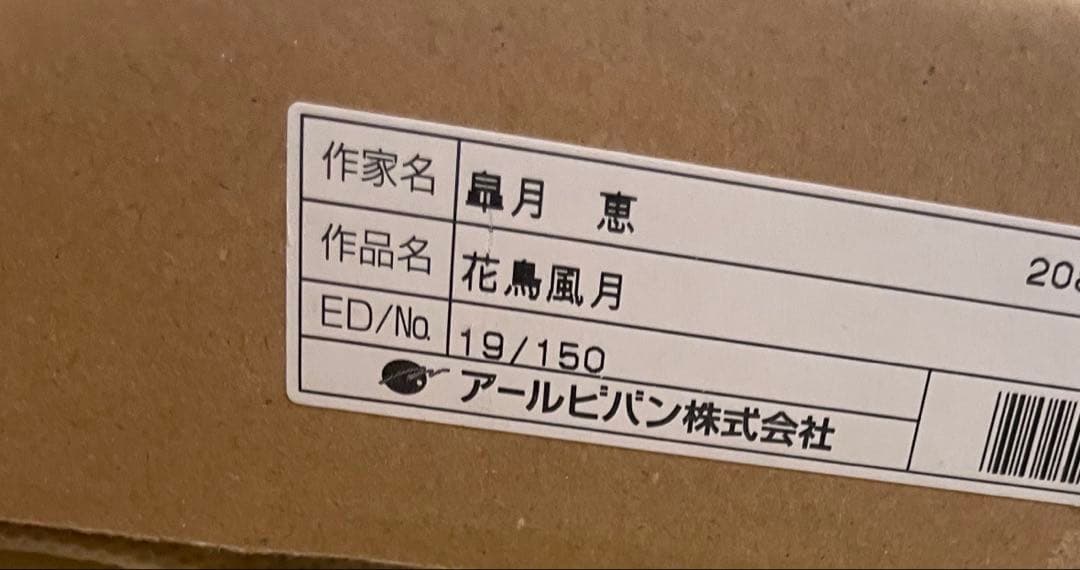 作家名 皐月 恵
作品名 花鳥風月
ED/No. 19/150
アールビバン株式会社